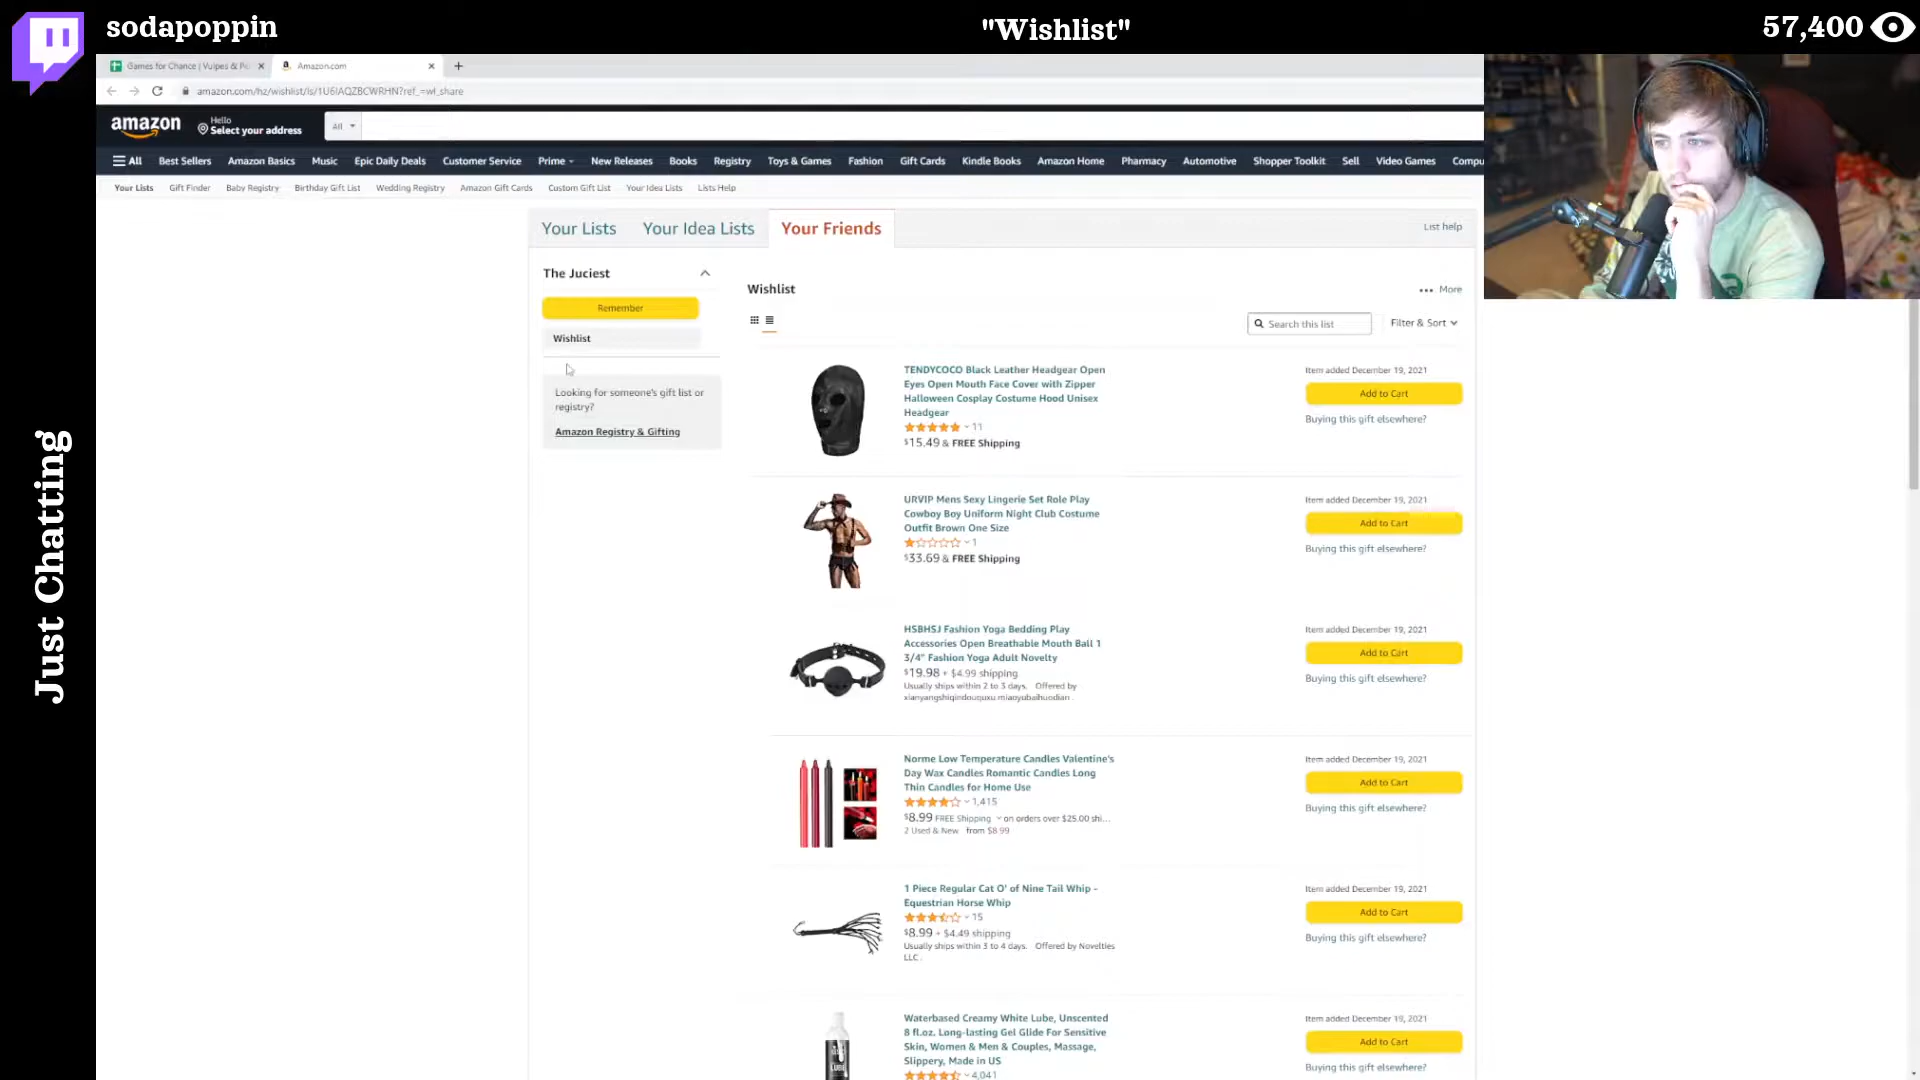 sodapoppin
"Wishlist"
57,400
Just Chatting
Games for Chance | Vulpes & P
Amazon.com
amazon.com/hz/wishlist/ls/1U6IAQZBCWRHN?ref_=wl_share
amazon
Hello
Select your address
All
All
Best Sellers
Amazon Basics
Music
Epic Daily Deals
Customer Service
Prime
New Releases
Books
Registry
Toys & Games
Fashion
Gift Cards
Kindle Books
Amazon Home
Pharmacy
Automotive
Shopper Toolkit
Sell
Video Games
Compu
Your Lists
Gift Finder
Baby Registry
Birthday Gift List
Wedding Registry
Amazon Gift Cards
Custom Gift List
Your Idea Lists
Lists Help
Your Lists
Your Idea Lists
Your Friends
List help
The Juciest
Remember
Wishlist
Looking for someone's gift list or
registry?
Amazon Registry & Gifting
Wishlist
More
Search this list
Filter & Sort
TENDYCOCO Black Leather Headgear Open
Eyes Open Mouth Face Cover with Zipper
Halloween Cosplay Costume Hood Unisex
Headgear
11
$15.49 & FREE Shipping
Item added December 19, 2021
Add to Cart
Buying this gift elsewhere?
URVIP Mens Sexy Lingerie Set Role Play
Cowboy Boy Uniform Night Club Costume
Outfit Brown One Size
1
$33.69 & FREE Shipping
Item added December 19, 2021
Add to Cart
Buying this gift elsewhere?
HSBHSJ Fashion Yoga Bedding Play
Accessories Open Breathable Mouth Ball 1
3/4" Fashion Yoga Adult Novelty
$19.98 + $4.99 shipping
Usually ships within 2 to 3 days. Offered by
Item added December 19, 2021
Add to Cart
Buying this gift elsewhere?
Norme Low Temperature Candles Valentine's
Day Wax Candles Romantic Candles Long
Thin Candles for Home Use
1,415
$8.99 FREE Shipping on orders over $25.00 shi...
2 Used & New from $8.99
Item added December 19, 2021
Add to Cart
Buying this gift elsewhere?
1 Piece Regular Cat O' of Nine Tail Whip -
Equestrian Horse Whip
15
$8.99 + $4.49 shipping
Usually ships within 3 to 4 days. Offered by Novelties
LLC .
Item added December 19, 2021
Add to Cart
Buying this gift elsewhere?
Waterbased Creamy White Lube, Unscented
8 fl.oz. Long-lasting Gel Glide For Sensitive
Skin, Women & Men & Couples, Massage,
Slippery, Made in US
4,041
Item added December 19, 2021
Add to Cart
Buying this gift elsewhere?